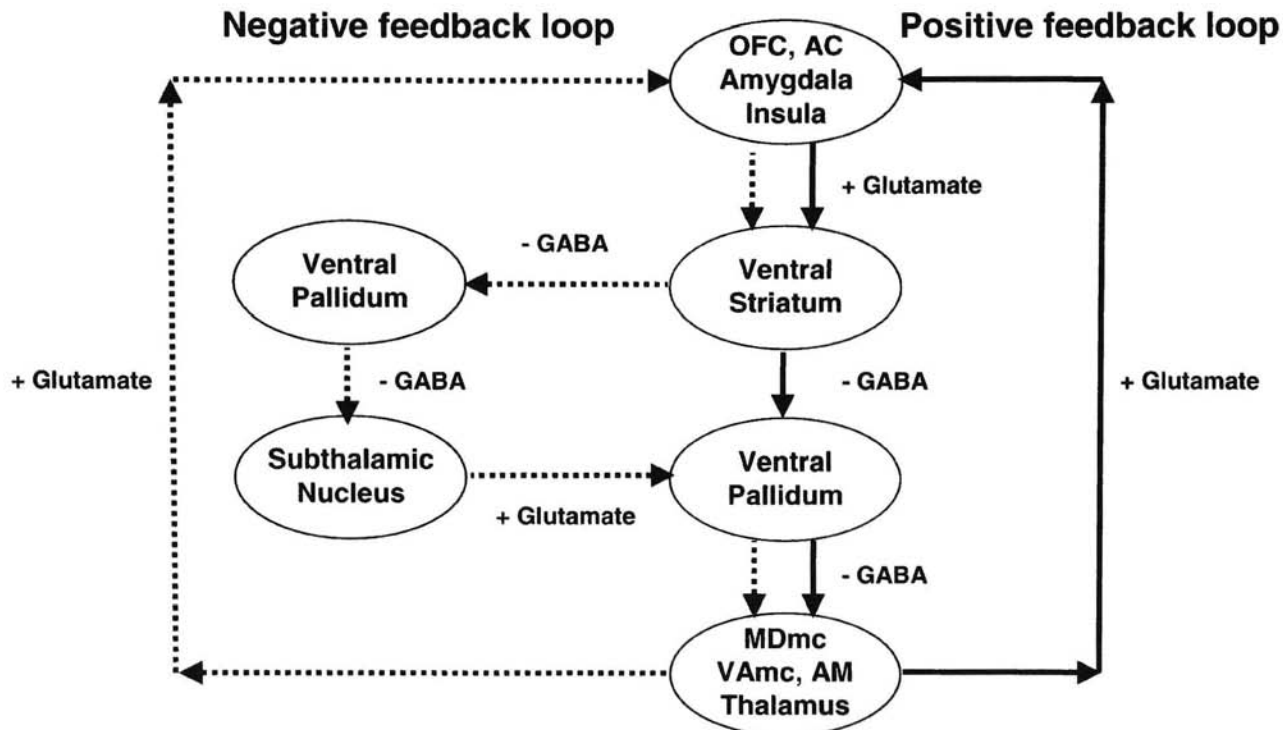 Negative feedback loop
Positive feedback loop
OFC, AC
Amygdala
Insula
+ Glutamate
- GABA
Ventral
Pallidum
Ventral
Striatum
+ Glutamate
- GABA
- GABA
+ Glutamate
Subthalamic
Nucleus
Ventral
Pallidum
+ Glutamate
- GABA
MDmc
VAmc, AM
Thalamus